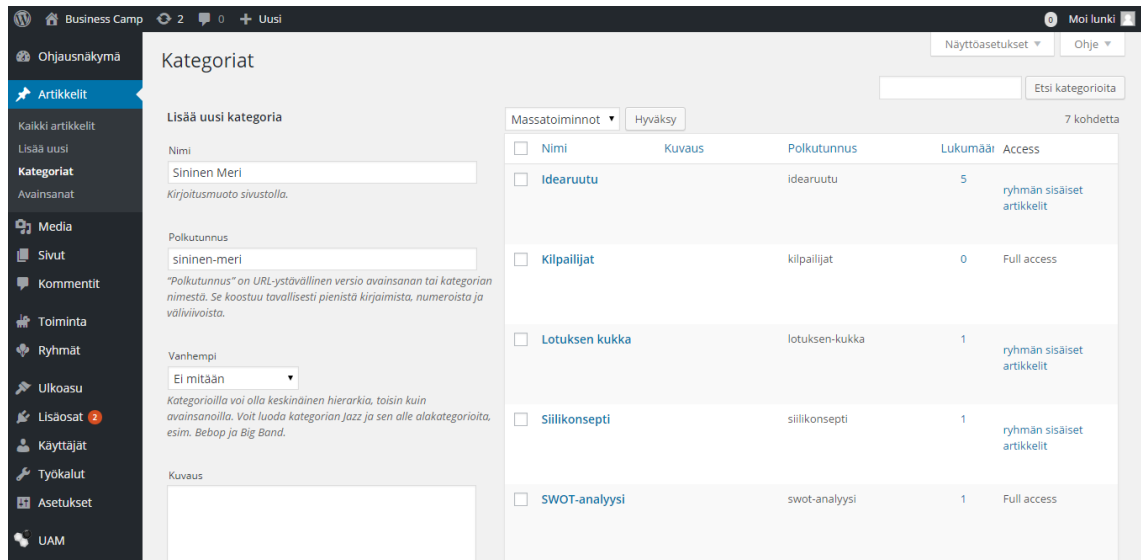 Business Camp 2 0 + Uusi 0 Moi lunki
Ohjausnäkymä
Artikkelit
Kaikki artikkelit
Lisää uusi
Kategoriat
Avainsanat
Media
Sivut
Kommentit
Toiminta
Ryhmät
Ulkoasu
Lisäosat 2
Käyttäjät
Työkalut
Asetukset
UAM
Näyttöasetukset Ohje
Kategoriat
Etsi kategorioita
Lisää uusi kategoria
Nimi
Sininen Meri
Kirjoitusmuoto sivustolla.
Polkutunnus
sininen-meri
“Polkutunnus” on URL-ystävällinen versio avainsanan tai kategorian
nimestä. Se koostuu tavallisesti pienistä kirjaimista, numeroista ja
väliviivoista.
Vanhempi
Ei mitään
Kategorioilla voi olla keskinäinen hierarkia, toisin kuin
avainsanoilla. Voit luoda kategorian Jazz ja sen alle alakategorioita,
esim. Bebop ja Big Band.
Kuvaus
Massatoiminnot Hyväksy 7 kohdetta
Nimi Kuvaus Polkutunnus Lukumäär Access
Idearuutu idearuutu 5 ryhmän sisäiset
artikkelit
Kilpailijat kilpailijat 0 Full access
Lotuksen kukka lotuksen-kukka 1 ryhmän sisäiset
artikkelit
Siilikonsepti siilikonsepti 1 ryhmän sisäiset
artikkelit
SWOT-analyysi swot-analyysi 1 Full access